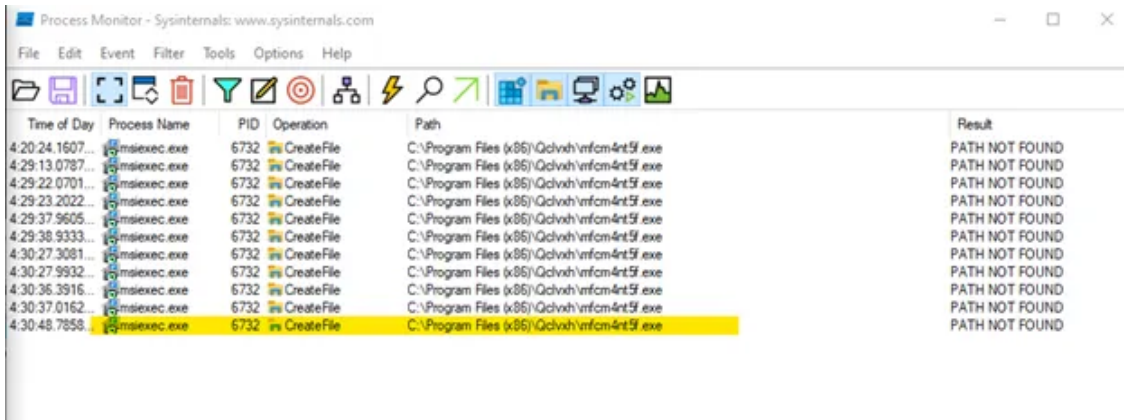 Process Monitor - Sysinternals: www.sysinternals.com
File Edit Event Filter Tools Options Help
Time of Day Process Name PID Operation Path Result
4:20:24.1607... msiexec.exe 6732 CreateFile C:\Program Files (x86)\Qclvxh\mfcm4nt5f.exe PATH NOT FOUND
4:29:13.0787... msiexec.exe 6732 CreateFile C:\Program Files (x86)\Qclvxh\mfcm4nt5f.exe PATH NOT FOUND
4:29:22.0701... msiexec.exe 6732 CreateFile C:\Program Files (x86)\Qclvxh\mfcm4nt5f.exe PATH NOT FOUND
4:29:23.2022... msiexec.exe 6732 CreateFile C:\Program Files (x86)\Qclvxh\mfcm4nt5f.exe PATH NOT FOUND
4:29:37.9605... msiexec.exe 6732 CreateFile C:\Program Files (x86)\Qclvxh\mfcm4nt5f.exe PATH NOT FOUND
4:29:38.9333... msiexec.exe 6732 CreateFile C:\Program Files (x86)\Qclvxh\mfcm4nt5f.exe PATH NOT FOUND
4:30:27.3081... msiexec.exe 6732 CreateFile C:\Program Files (x86)\Qclvxh\mfcm4nt5f.exe PATH NOT FOUND
4:30:27.9932... msiexec.exe 6732 CreateFile C:\Program Files (x86)\Qclvxh\mfcm4nt5f.exe PATH NOT FOUND
4:30:36.3916... msiexec.exe 6732 CreateFile C:\Program Files (x86)\Qclvxh\mfcm4nt5f.exe PATH NOT FOUND
4:30:37.0162... msiexec.exe 6732 CreateFile C:\Program Files (x86)\Qclvxh\mfcm4nt5f.exe PATH NOT FOUND
4:30:48.7858... msiexec.exe 6732 CreateFile C:\Program Files (x86)\Qclvxh\mfcm4nt5f.exe PATH NOT FOUND